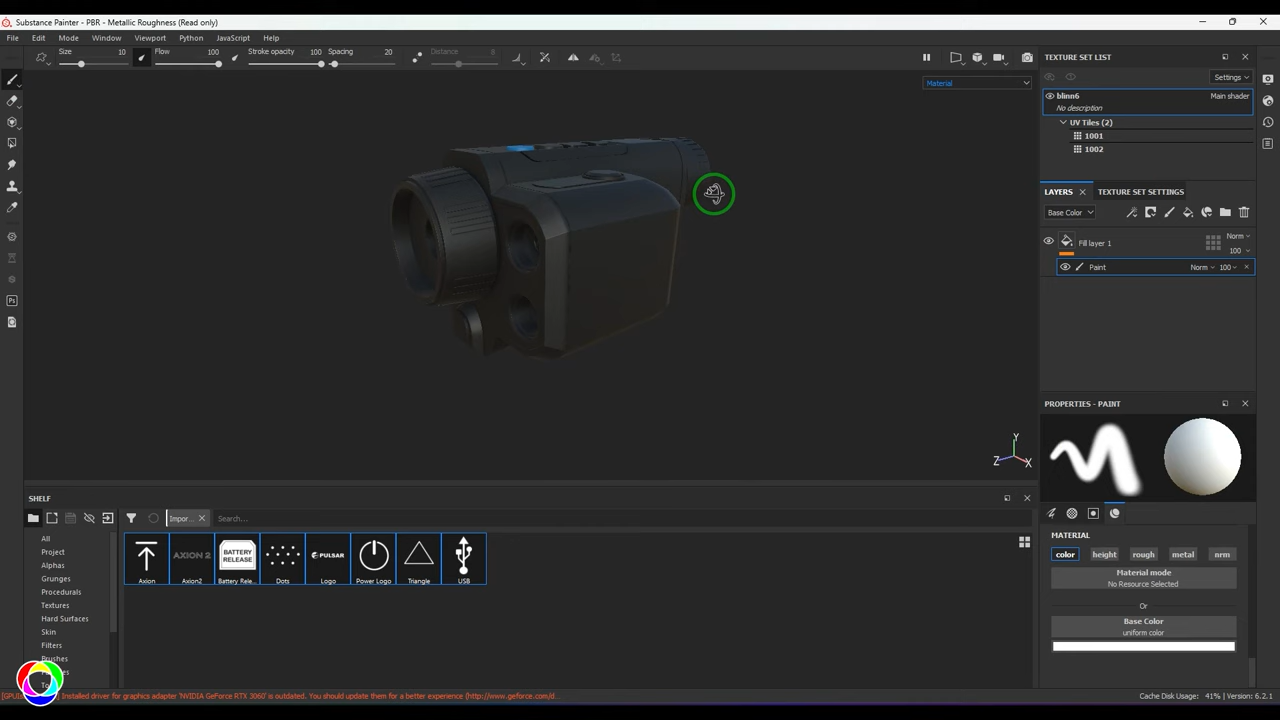 Substance Painter - PBR - Metallic Roughness (Read only)
File Edit Mode Window Viewport Python JavaScript Help
Size 10 Flow 100 Stroke opacity 100 Spacing 20 Distance 8
Material
TEXTURE SET LIST
Settings
blinn6 Main shader
No description
UV Tiles (2)
1001
1002
LAYERS TEXTURE SET SETTINGS
Base Color
Fill layer 1 Norm 100
Paint Norm 100
PROPERTIES - PAINT
Y
Z X
MATERIAL
color height rough metal nrm
Material mode
No Resource Selected
Or
Base Color
uniform color
SHELF
Impor... Search...
All
Project
Alphas
Grunges
Procedurals
Textures
Hard Surfaces
Skin
Filters
Brushes
AXION 2 BATTERY RELEASE PULSAR
Axion Axion2 Battery Rele... Dots Logo Power Logo Triangle USB
Installed driver for graphics adapter 'NVIDIA GeForce RTX 3060' is outdated. You should update them for a better experience (http://www.geforce.com/d...
Cache Disk Usage: 41% | Version: 6.2.1